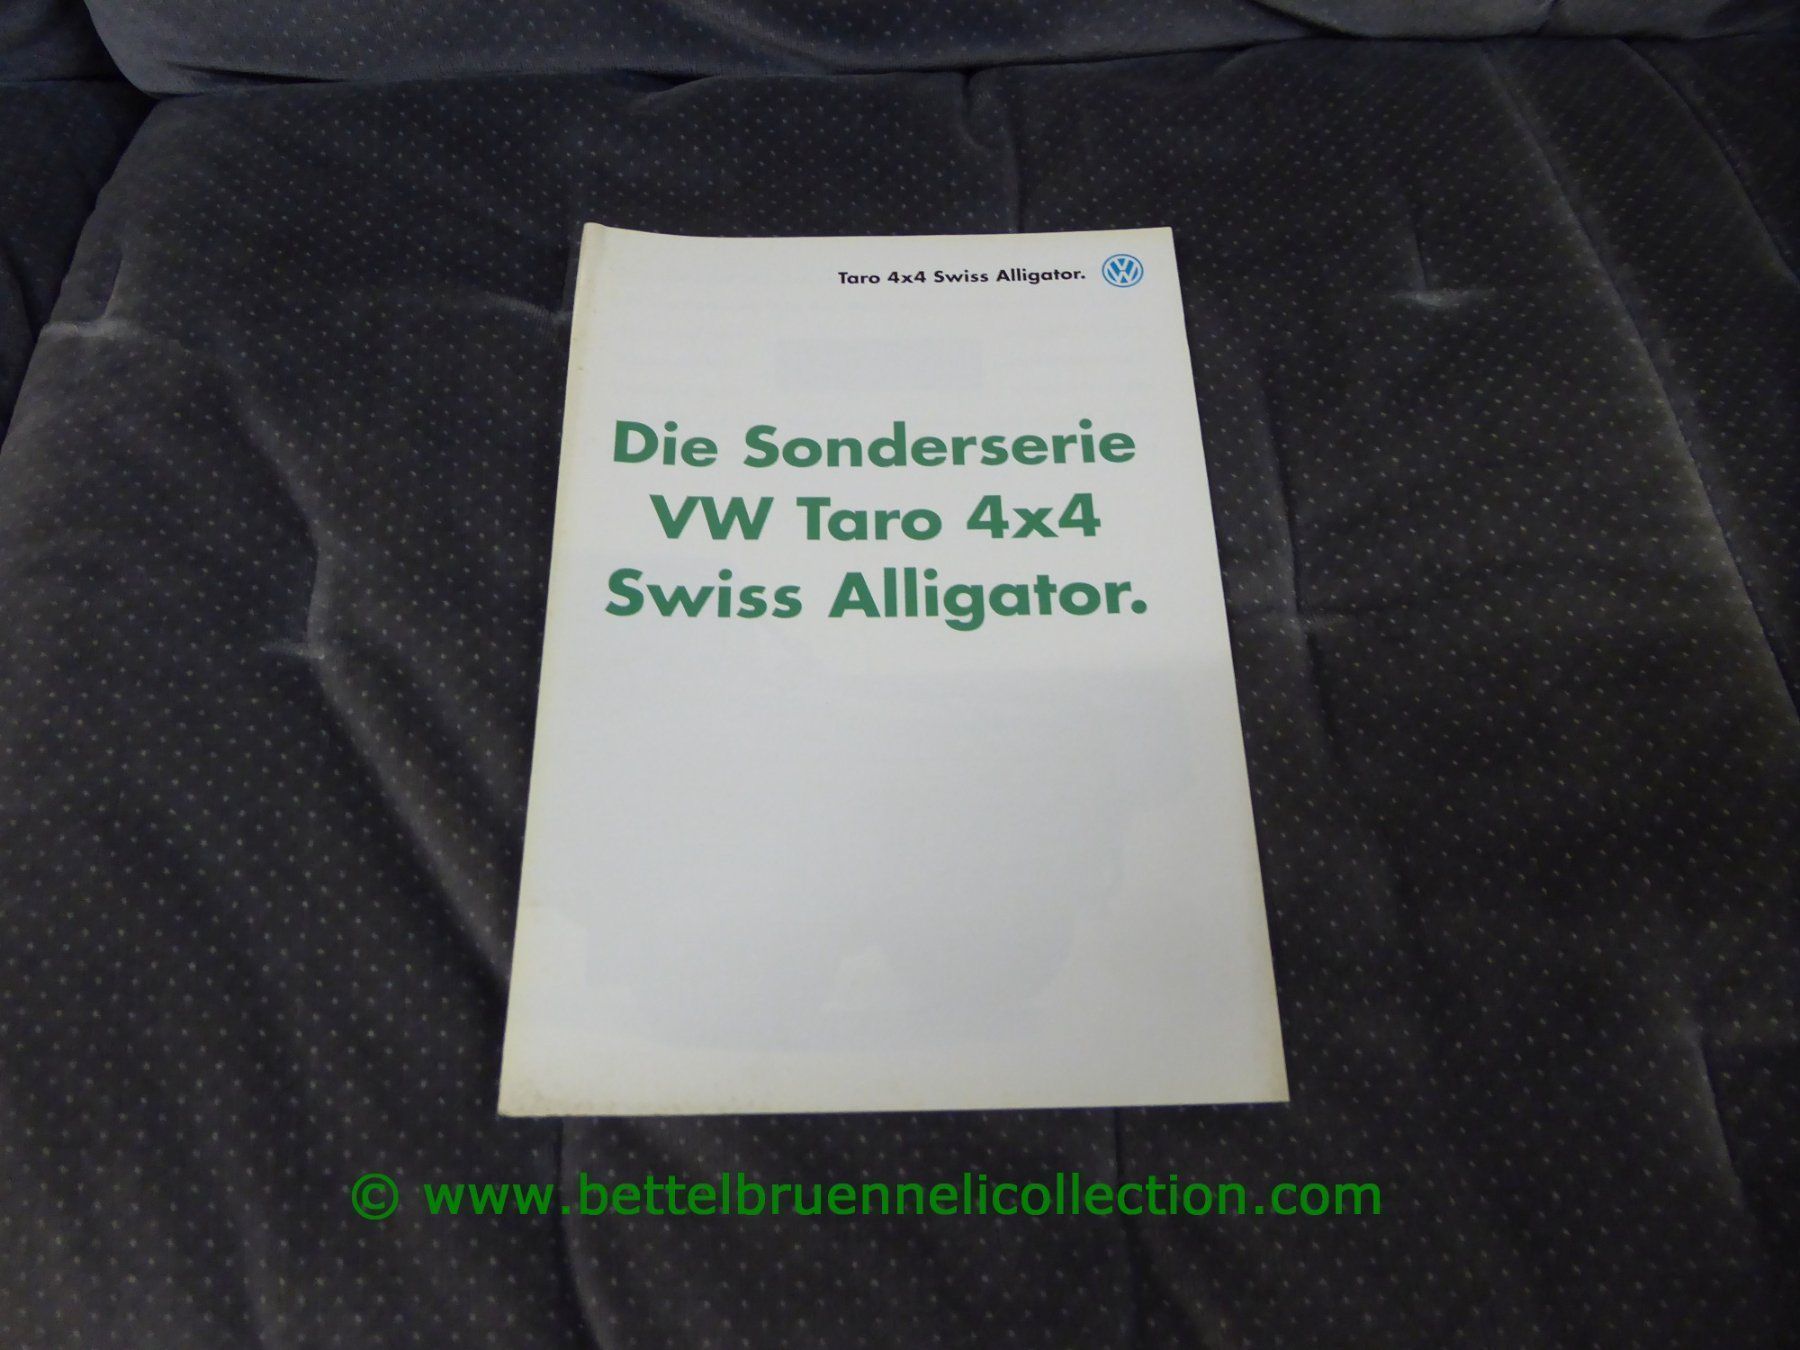 Taro 4x4 Swiss Alligator.
Die Sonderserie
VW Taro 4x4
Swiss Alligator.
© www.bettelbruennelicollection.com